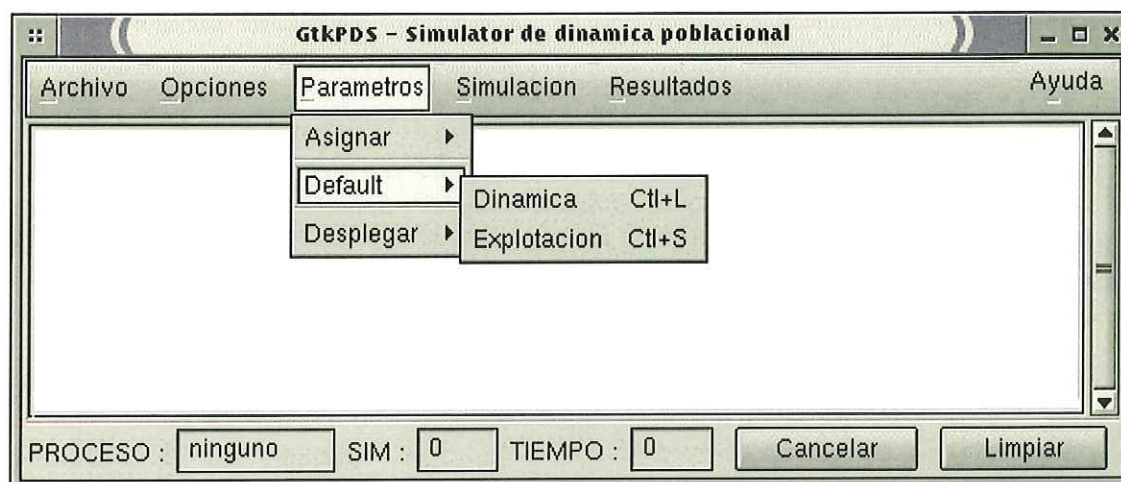 GtkPDS – Simulator de dinamica poblacional
Archivo Opciones Parametros Simulacion Resultados Ayuda
Asignar
Default
Dinamica Ctl+L
Desplegar
Explotacion Ctl+S
PROCESO : ninguno SIM : 0 TIEMPO : 0 Cancelar Limpiar